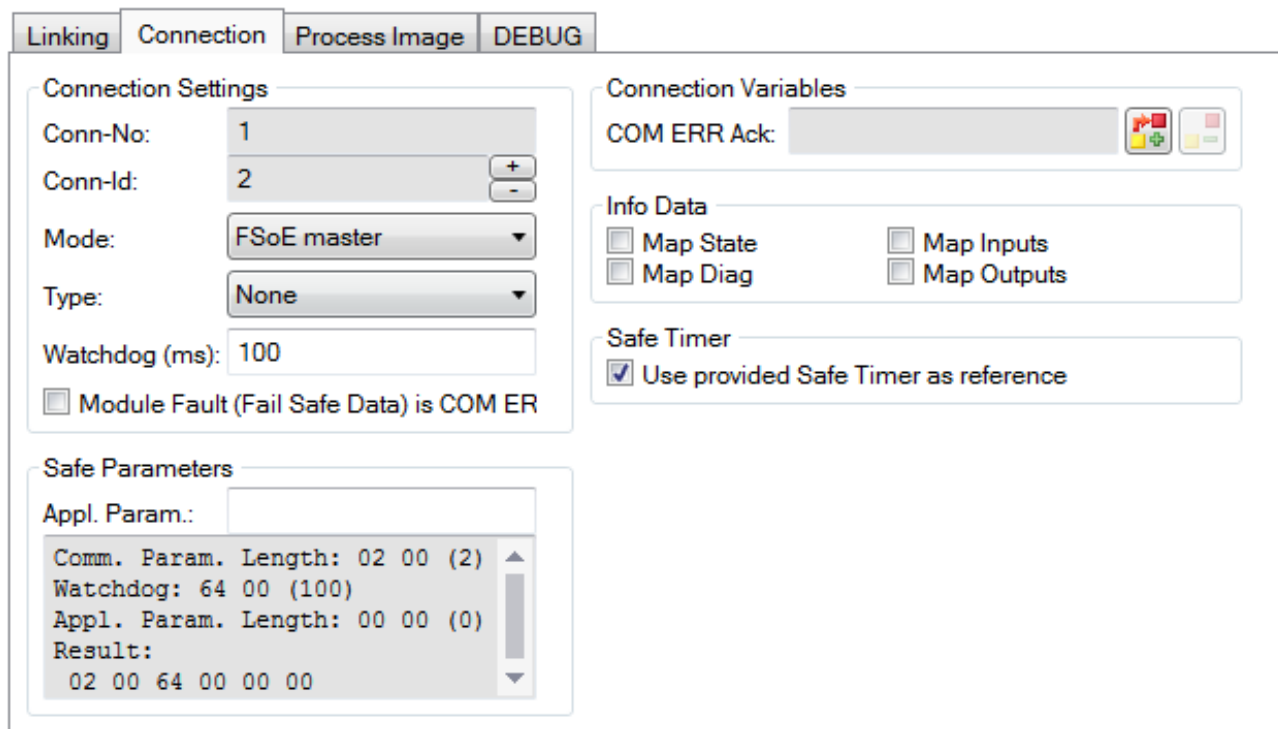 Linking Connection Process Image DEBUG
Connection Settings
Conn-No: 1
Conn-Id: 2 + -
Mode: FSoE master
Type: None
Watchdog (ms): 100
Module Fault (Fail Safe Data) is COM ER
Safe Parameters
Appl. Param.:
Comm. Param. Length: 02 00 (2)
Watchdog: 64 00 (100)
Appl. Param. Length: 00 00 (0)
Result:
02 00 64 00 00 00
Connection Variables
COM ERR Ack:
Info Data
Map State Map Inputs
Map Diag Map Outputs
Safe Timer
Use provided Safe Timer as reference